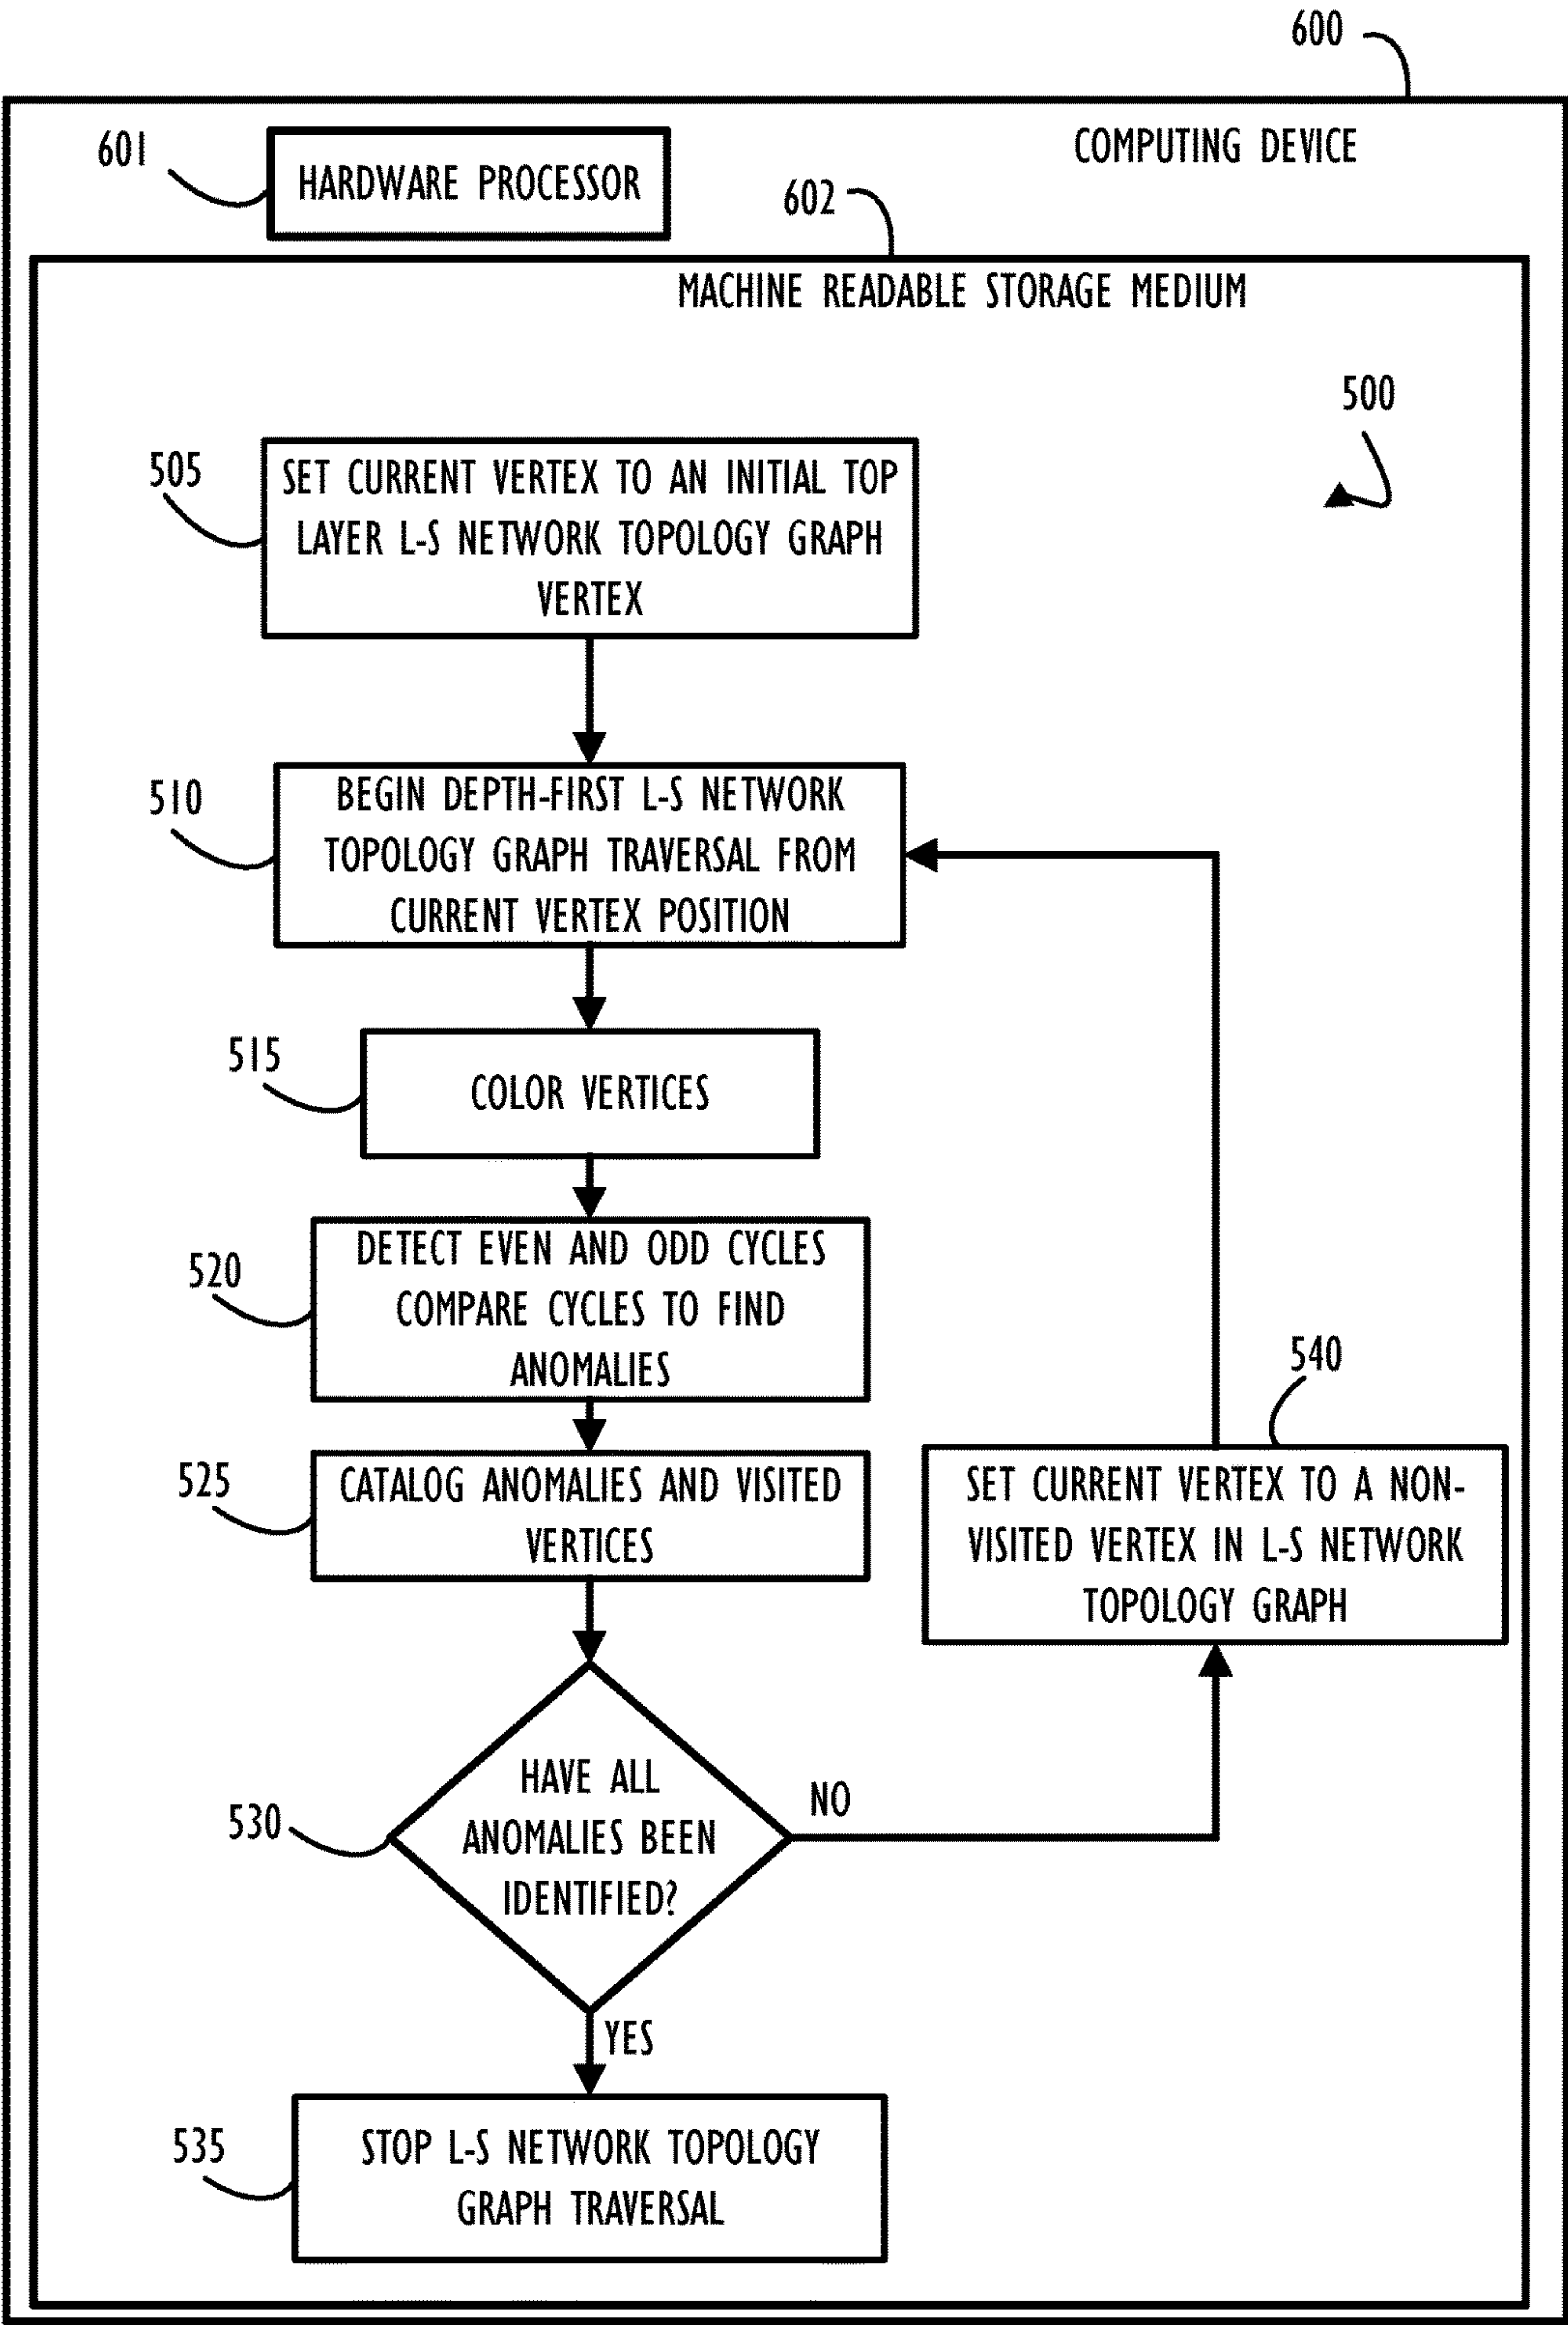 600
COMPUTING DEVICE
601
HARDWARE PROCESSOR
602
MACHINE READABLE STORAGE MEDIUM
500
505
SET CURRENT VERTEX TO AN INITIAL TOP
LAYER L-S NETWORK TOPOLOGY GRAPH
VERTEX
510
BEGIN DEPTH-FIRST L-S NETWORK
TOPOLOGY GRAPH TRAVERSAL FROM
CURRENT VERTEX POSITION
515
COLOR VERTICES
520
DETECT EVEN AND ODD CYCLES
COMPARE CYCLES TO FIND
ANOMALIES
525
CATALOG ANOMALIES AND VISITED
VERTICES
540
SET CURRENT VERTEX TO A NON-
VISITED VERTEX IN L-S NETWORK
TOPOLOGY GRAPH
530
HAVE ALL
ANOMALIES BEEN
IDENTIFIED?
NO
YES
535
STOP L-S NETWORK TOPOLOGY
GRAPH TRAVERSAL